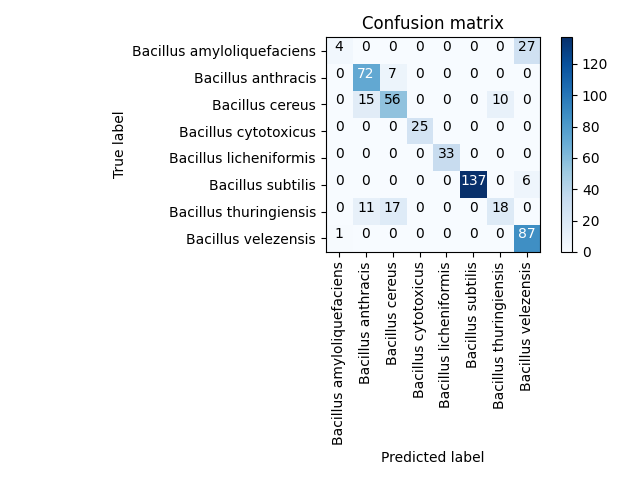 Confusion matrix
Bacillus amyloliquefaciens 4 0 0 0 0 0 0 27
Bacillus anthracis 0 72 7 0 0 0 0 0
Bacillus cereus 0 15 56 0 0 0 10 0
Bacillus cytotoxicus 0 0 0 25 0 0 0 0
Bacillus licheniformis 0 0 0 0 33 0 0 0
Bacillus subtilis 0 0 0 0 0 137 0 6
Bacillus thuringiensis 0 11 17 0 0 0 18 0
Bacillus velezensis 1 0 0 0 0 0 0 87
True label
Bacillus amyloliquefaciens
Bacillus anthracis
Bacillus cereus
Bacillus cytotoxicus
Bacillus licheniformis
Bacillus subtilis
Bacillus thuringiensis
Bacillus velezensis
Predicted label
120
100
80
60
40
20
0